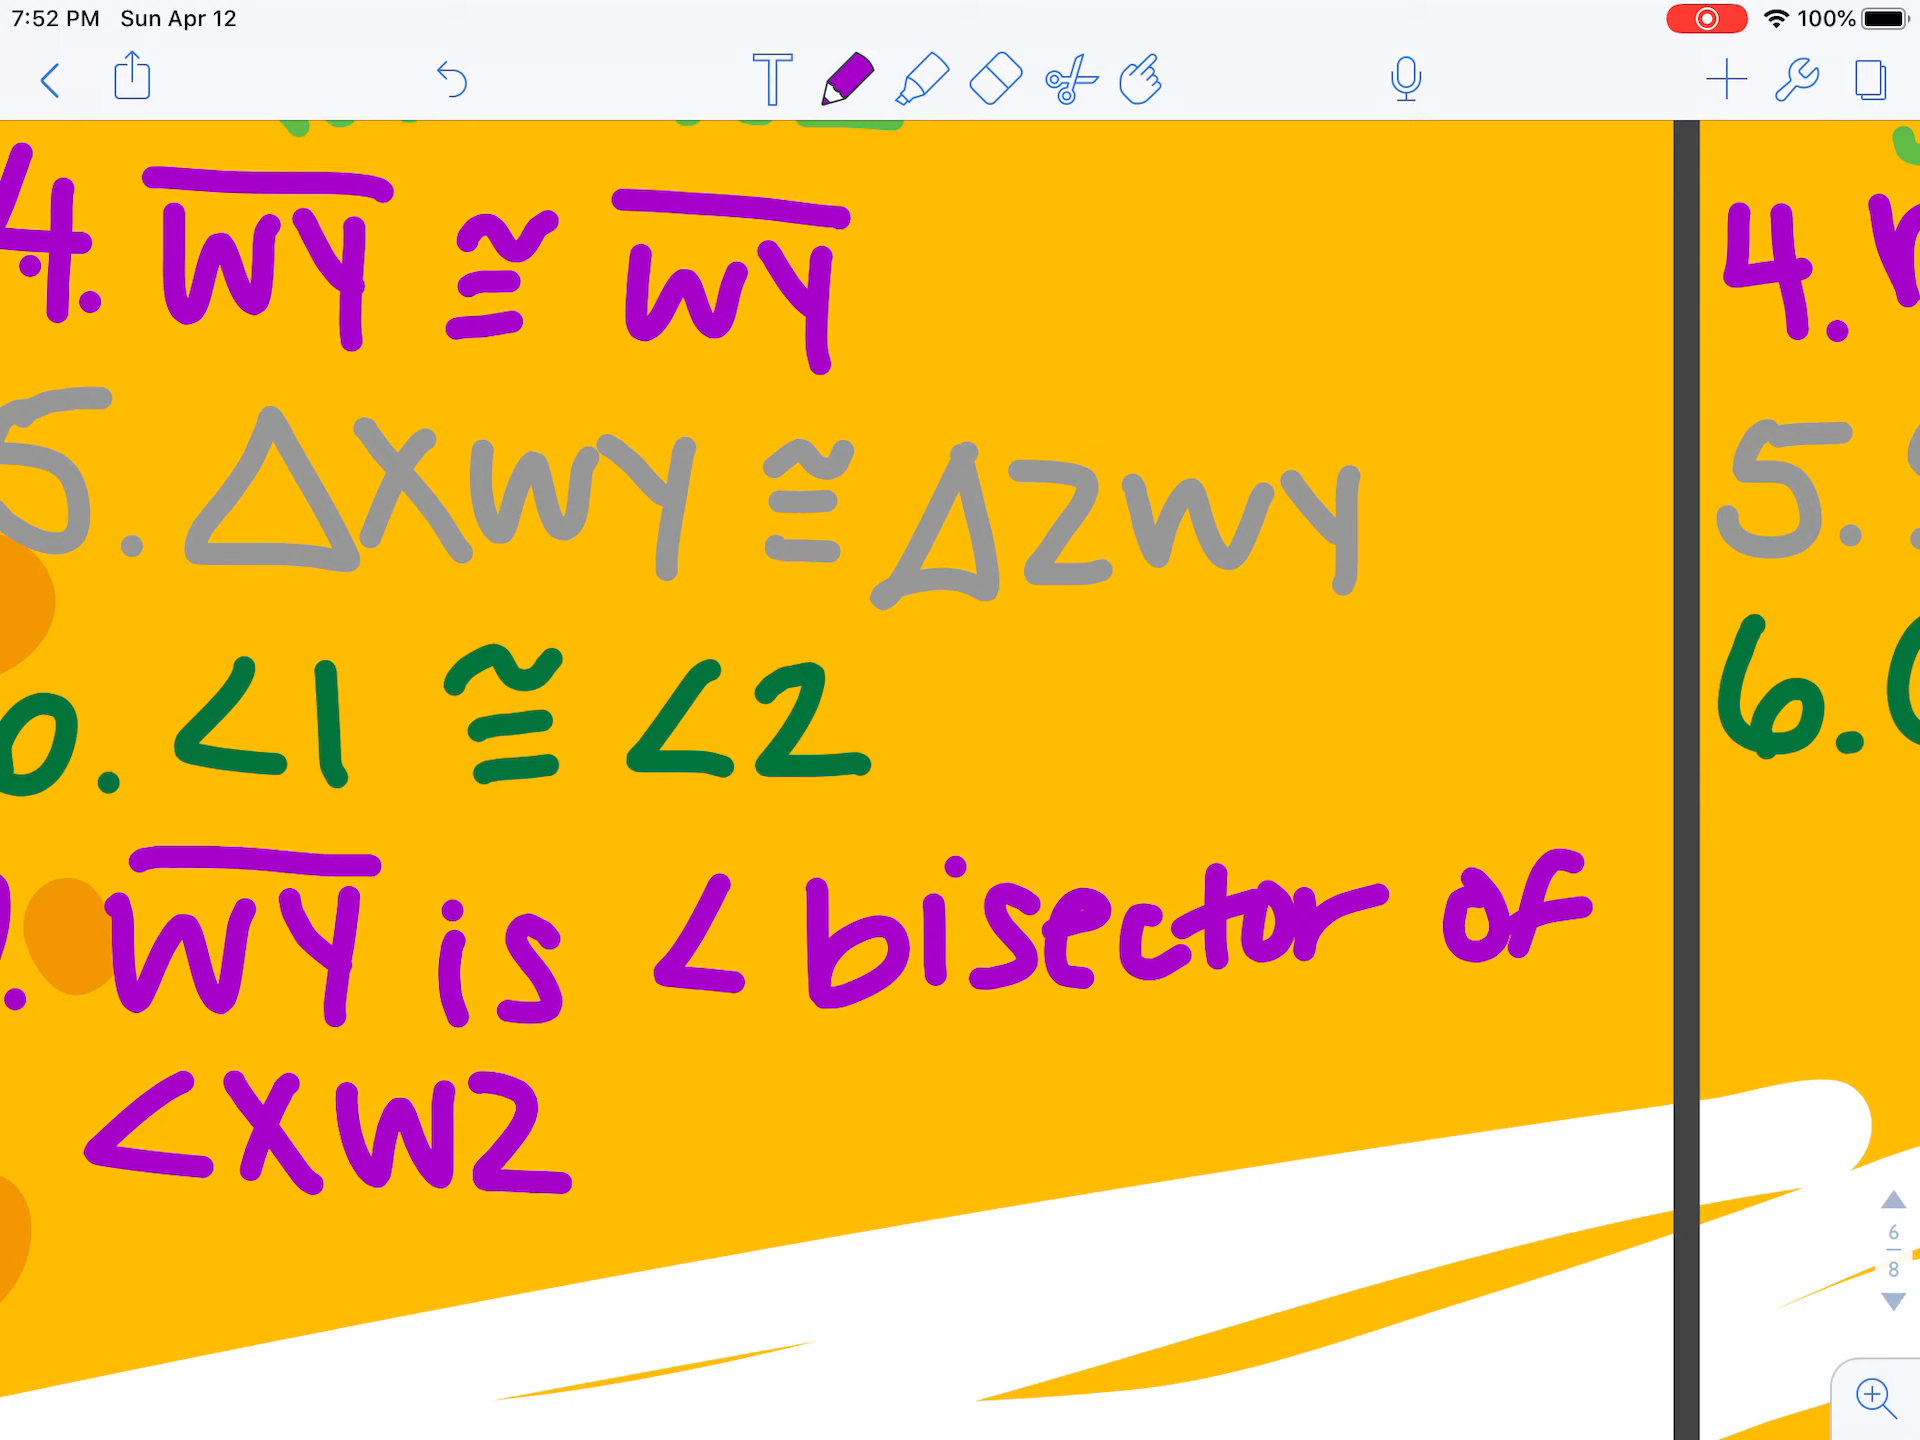 7:52 PM Sun Apr 12 100%
T
4. WY ≅ WY 4.
5. △XWY ≅ △ZWY 5.
6. <1 ≅ <2 6.
. WY is < bisector of
<XWZ
6
8